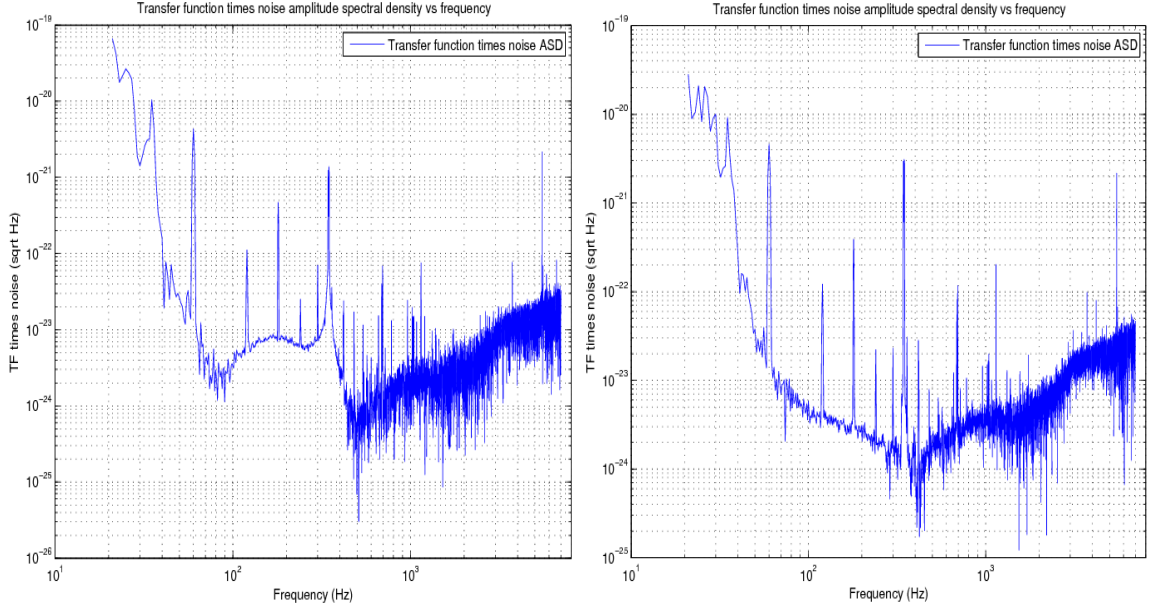 Transfer function times noise amplitude spectral density vs frequency
Transfer function times noise ASD
TF times noise (sqrt Hz)
10^-19
10^-20
10^-21
10^-22
10^-23
10^-24
10^-25
10^-26
10^1
10^2
10^3
Frequency (Hz)
Transfer function times noise amplitude spectral density vs frequency
Transfer function times noise ASD
TF times noise (sqrt Hz)
10^-19
10^-20
10^-21
10^-22
10^-23
10^-24
10^-25
10^1
10^2
10^3
Frequency (Hz)